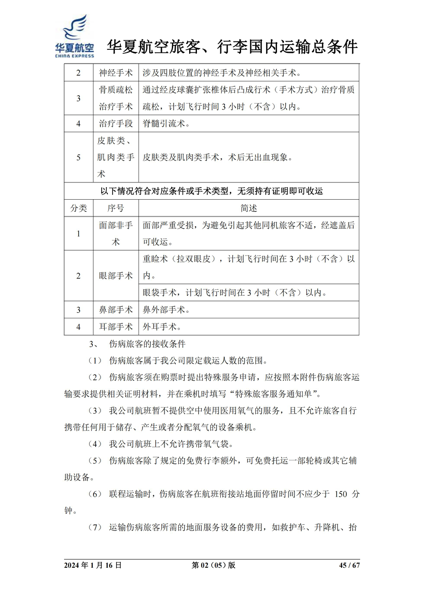 华夏航空
CHINA EXPRESS
华夏航空旅客、行李国内运输总条件
2 神经手术 涉及四肢位置的神经手术及神经相关手术。
3 骨质疏松治疗手术 通过经皮球囊扩张椎体后凸成行术（手术方式）治疗骨质
疏松，计划飞行时间 3 小时（不含）以内。
4 治疗手段 脊髓引流术。
5 皮肤类、肌肉类手术 皮肤类及肌肉类手术，术后无出血现象。
以下情况符合对应条件或手术类型，无须持有证明即可收运
分类 序号 简述
1 面部非手术 面部严重受损，为避免引起其他同机旅客不适，经遮盖后
可收运。
2 眼部手术 重睑术（拉双眼皮），计划飞行时间在 3 小时（不含）以
内。
眼袋手术，计划飞行时间在 3 小时（不含）以内。
3 鼻部手术 鼻外部手术。
4 耳部手术 外耳手术。
3、 伤病旅客的接收条件
（1） 伤病旅客属于我公司限定载运人数的范围。
（2） 伤病旅客须在购票时提出特殊服务申请，应按照本附件伤病旅客运
输要求提供相关证明材料，并在乘机时填写“特殊旅客服务通知单”。
（3） 我公司航班暂不提供空中使用医用氧气的服务，且不允许旅客自行
携带任何用于储存、产生或者分配氧气的设备乘机。
（4） 我公司航班上不允许携带氧气袋。
（5） 伤病旅客除了规定的免费行李额外，可免费托运一部轮椅或其它辅
助设备。
（6） 联程运输时，伤病旅客在航班衔接站地面停留时间不应少于 150 分
钟。
（7） 运输伤病旅客所需的地面服务设备的费用，如救护车、升降机、抬
2024 年 1 月 16 日 第 02（05）版 45 / 67